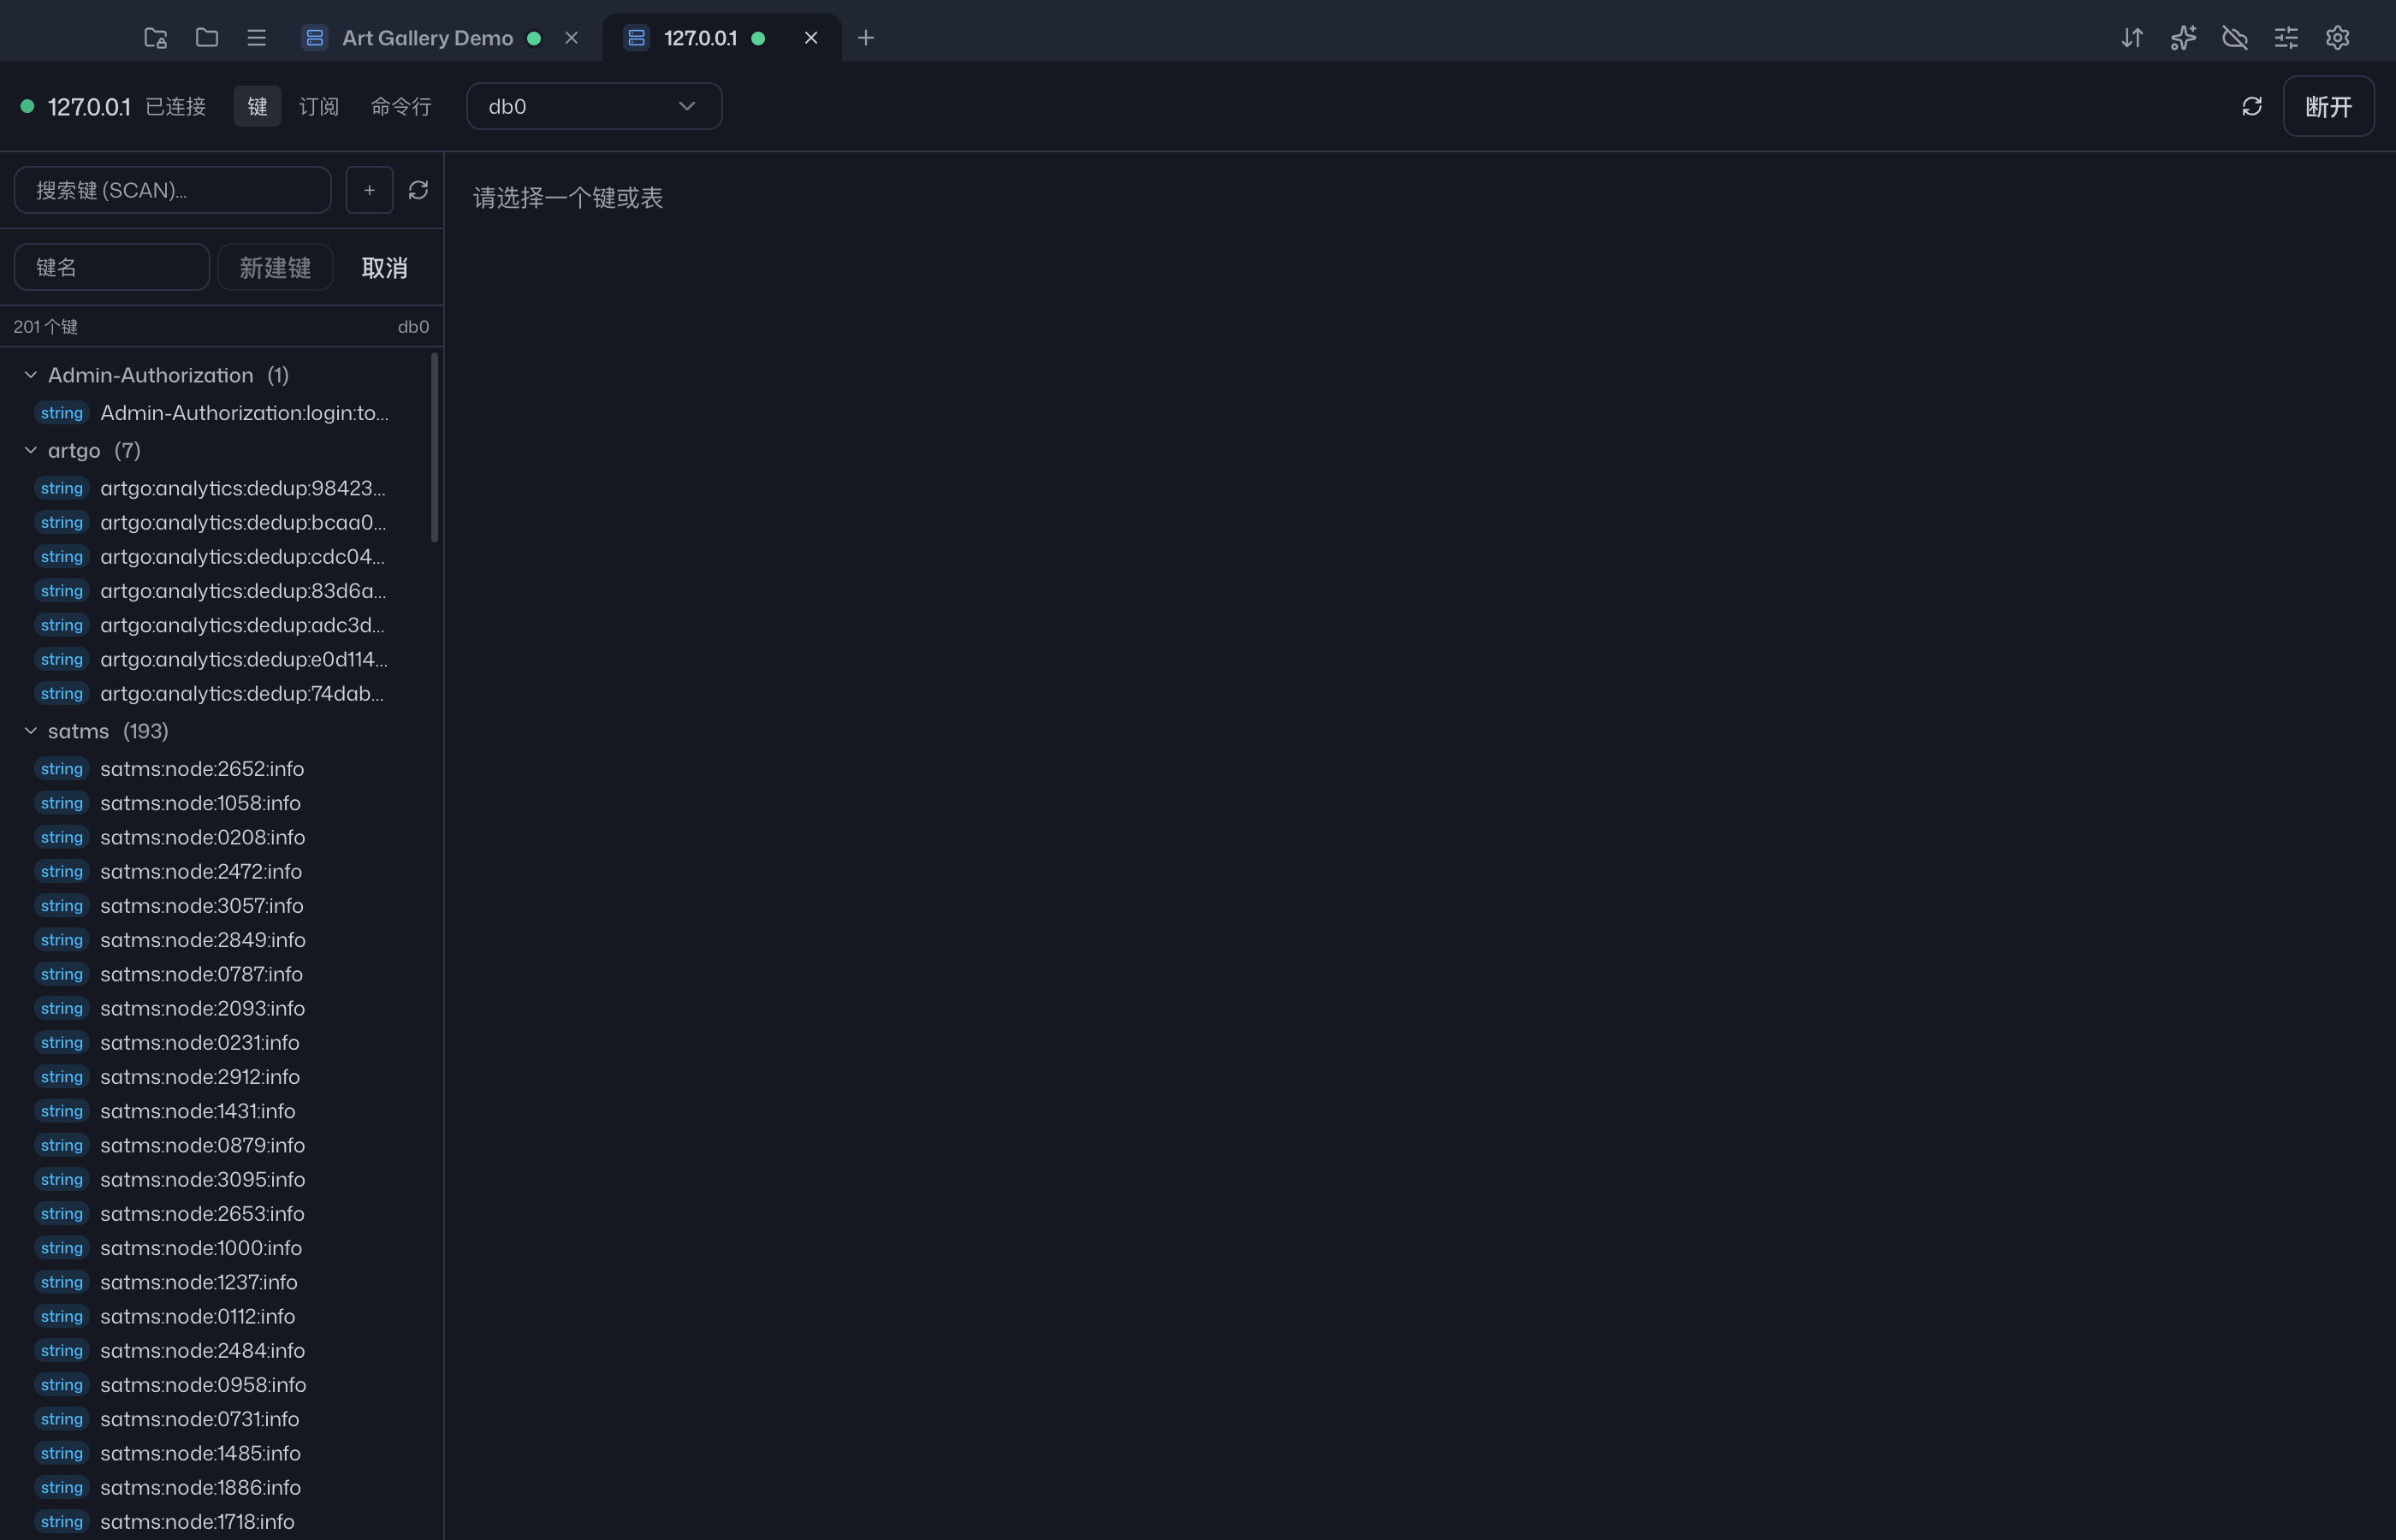 Art Gallery Demo
127.0.0.1
127.0.0.1 已连接 键 订阅 命令行 db0 断开
搜索键 (SCAN)... +
键名 新建键 取消
201 个键 db0
请选择一个键或表
Admin-Authorization (1)
string Admin-Authorization:login:to...
artgo (7)
string artgo:analytics:dedup:98423...
string artgo:analytics:dedup:bcaa0...
string artgo:analytics:dedup:cdc04...
string artgo:analytics:dedup:83d6a...
string artgo:analytics:dedup:adc3d...
string artgo:analytics:dedup:e0d114...
string artgo:analytics:dedup:74dab...
satms (193)
string satms:node:2652:info
string satms:node:1058:info
string satms:node:0208:info
string satms:node:2472:info
string satms:node:3057:info
string satms:node:2849:info
string satms:node:0787:info
string satms:node:2093:info
string satms:node:0231:info
string satms:node:2912:info
string satms:node:1431:info
string satms:node:0879:info
string satms:node:3095:info
string satms:node:2653:info
string satms:node:1000:info
string satms:node:1237:info
string satms:node:0112:info
string satms:node:2484:info
string satms:node:0958:info
string satms:node:0731:info
string satms:node:1485:info
string satms:node:1886:info
string satms:node:1718:info